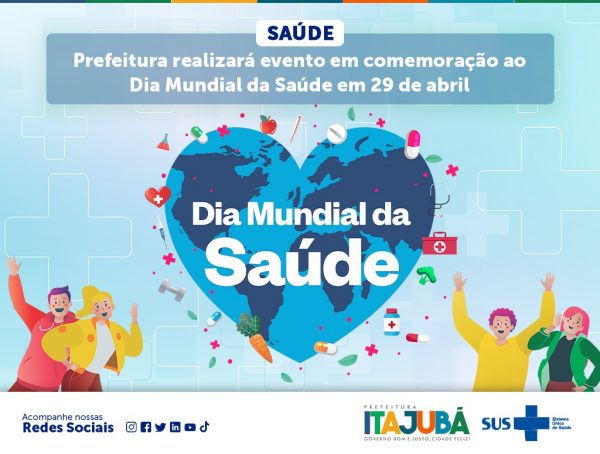 SAÚDE
Prefeitura realizará evento em comemoração ao
Dia Mundial da Saúde em 29 de abril
Dia Mundial da
Saúde
Acompanhe nossas
Redes Sociais
PREFEITURA
ITAJUBÁ
GOVERNO BOM E JUSTO, CIDADE FELIZ!
SUS
Sistema
Único
de Saúde